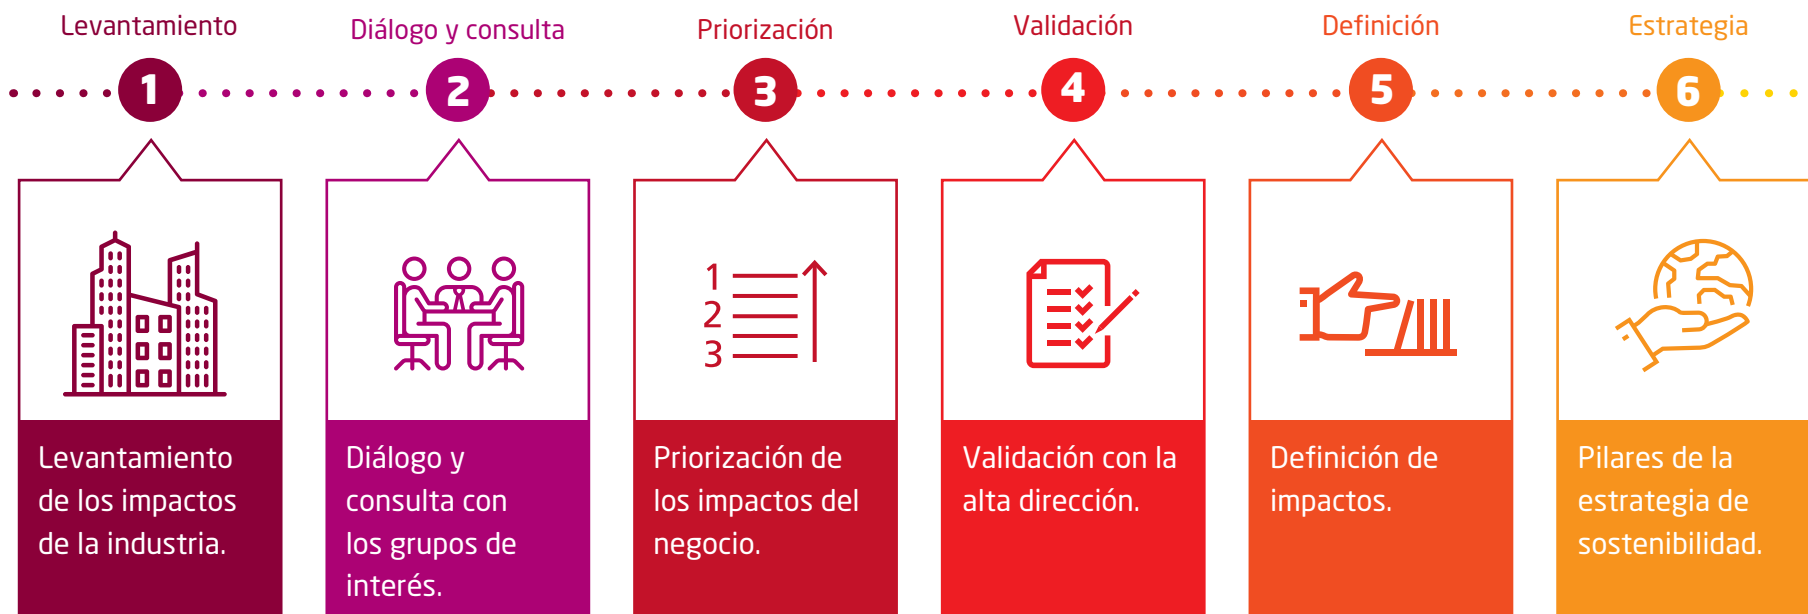 Levantamiento
1
Levantamiento
de los impactos
de la industria.
Diálogo y consulta
2
Diálogo y
consulta con
los grupos de
interés.
Priorización
3
1
2
3
Priorización de
los impactos del
negocio.
Validación
4
Validación con la
alta dirección.
Definición
5
Definición de
impactos.
Estrategia
6
Pilares de la
estrategia de
sostenibilidad.